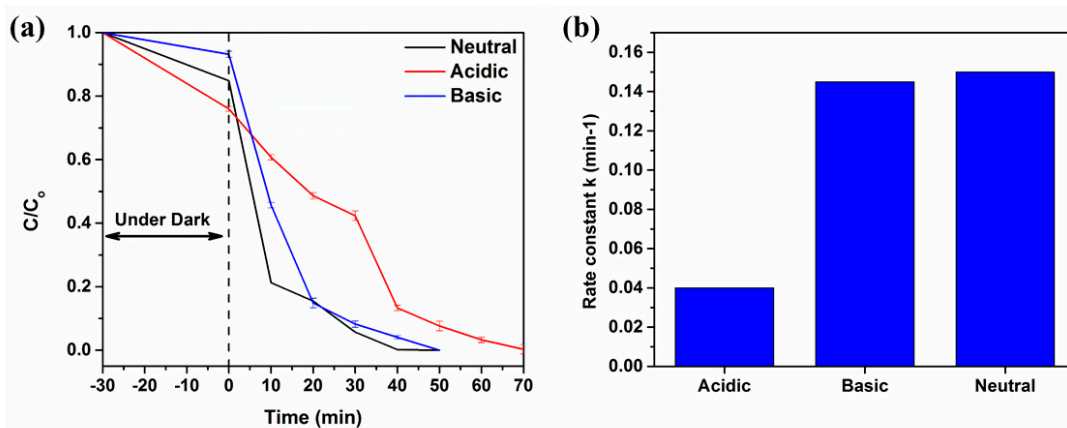 (a)
C/Co
1.0
0.8
0.6
0.4
0.2
0.0
Neutral
Acidic
Basic
Under Dark
-30 -20 -10 0 10 20 30 40 50 60 70
Time (min)
(b)
Rate constant k (min-1)
0.16
0.14
0.12
0.10
0.08
0.06
0.04
0.02
0.00
Acidic Basic Neutral